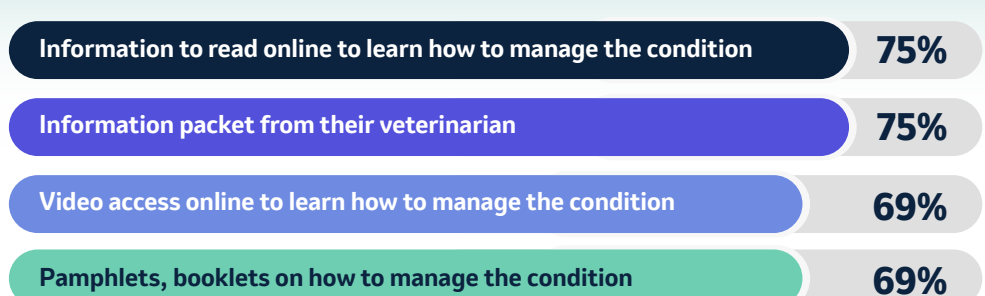 Information to read online to learn how to manage the condition 75%
Information packet from their veterinarian 75%
Video access online to learn how to manage the condition 69%
Pamphlets, booklets on how to manage the condition 69%